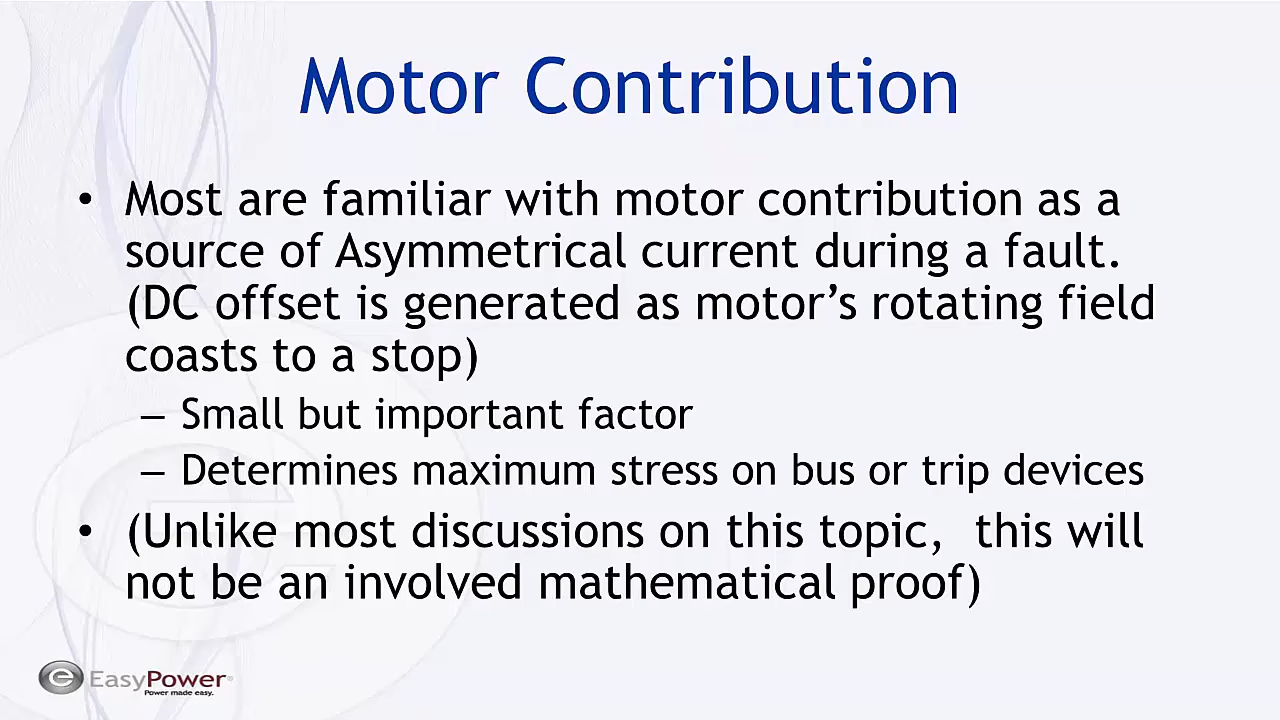 Motor Contribution
• Most are familiar with motor contribution as a
source of Asymmetrical current during a fault.
(DC offset is generated as motor’s rotating field
coasts to a stop)
– Small but important factor
– Determines maximum stress on bus or trip devices
• (Unlike most discussions on this topic,  this will
not be an involved mathematical proof)
EasyPower®
Power made easy.